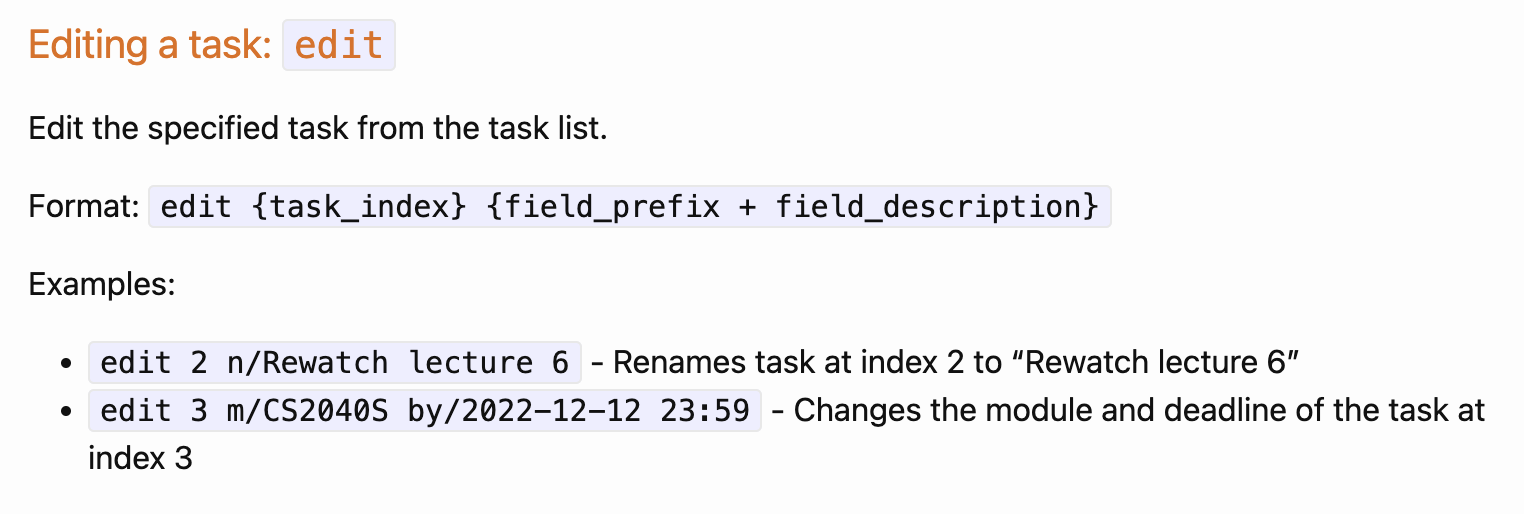 Editing a task: edit
Edit the specified task from the task list.
Format: edit {task_index} {field_prefix + field_description}
Examples:
• edit 2 n/Rewatch lecture 6 - Renames task at index 2 to “Rewatch lecture 6”
• edit 3 m/CS2040S by/2022-12-12 23:59 - Changes the module and deadline of the task at
index 3